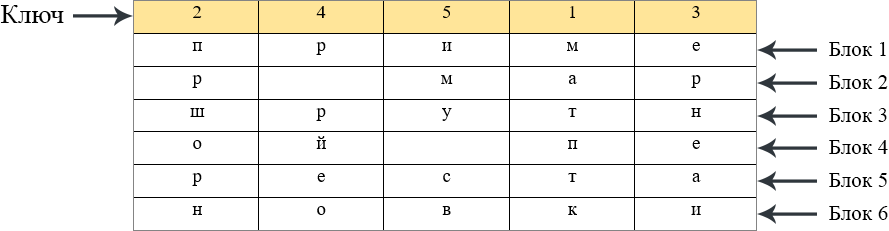 Ключ 2 4 5 1 3
п р и м е Блок 1
р м а р Блок 2
ш р у т н Блок 3
о й п е Блок 4
р е с т а Блок 5
н о в к и Блок 6